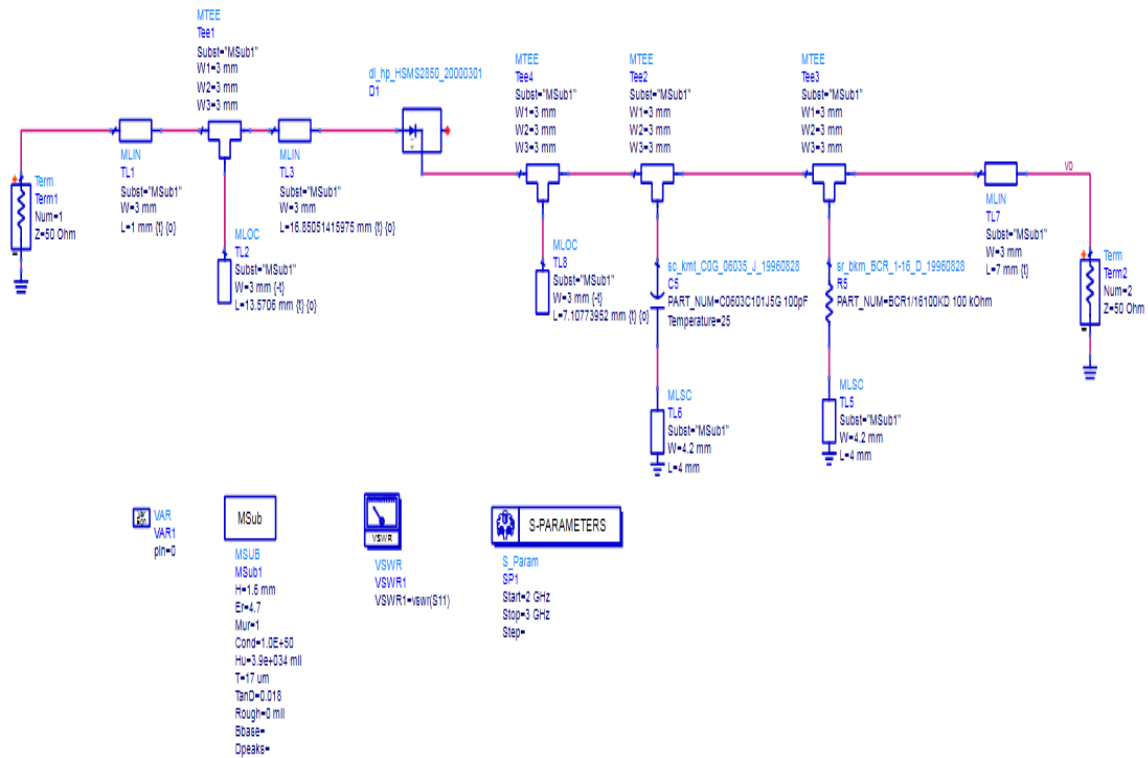 MTEE
Tee1
Subst="MSub1"
W1=3 mm
W2=3 mm
W3=3 mm
dl_hp_HSMS2850_20000301
D1
MTEE
Tee4
Subst="MSub1"
W1=3 mm
W2=3 mm
W3=3 mm
MTEE
Tee2
Subst="MSub1"
W1=3 mm
W2=3 mm
W3=3 mm
MTEE
Tee3
Subst="MSub1"
W1=3 mm
W2=3 mm
W3=3 mm
Term
Term1
Num=1
Z=50 Ohm
MLIN
TL1
Subst="MSub1"
W=3 mm
L=1 mm {t} {o}
MLIN
TL3
Subst="MSub1"
W=3 mm
L=16.85051415975 mm {t} {o}
MLOC
TL2
Subst="MSub1"
W=3 mm {-t}
L=13.5706 mm {t} {o}
MLOC
TL8
Subst="MSub1"
W=3 mm {-t}
L=7.10773952 mm {t} {o}
sc_kmt_C0G_06035_J_19960828
C5
PART_NUM=C0603C101J5G 100pF
Temperature=25
sr_bkm_BCR_1-16_D_19960828
R5
PART_NUM=BCR1/16100KD 100 kOhm
MLIN
TL7
Subst="MSub1"
W=3 mm
L=7 mm {t}
vo
Term
Term2
Num=2
Z=50 Ohm
MLSC
TL6
Subst="MSub1"
W=4.2 mm
L=4 mm
MLSC
TL5
Subst="MSub1"
W=4.2 mm
L=4 mm
VAR
VAR1
pin=0
MSub
MSUB
MSub1
H=1.6 mm
Er=4.7
Mur=1
Cond=1.0E+50
Hu=3.9e+034 mil
T=17 um
TanD=0.018
Rough=0 mil
Bbase=
Dpeaks=
VSWR
VSWR
VSWR1
VSWR1=vswr(S11)
S-PARAMETERS
S_Param
SP1
Start=2 GHz
Stop=3 GHz
Step=